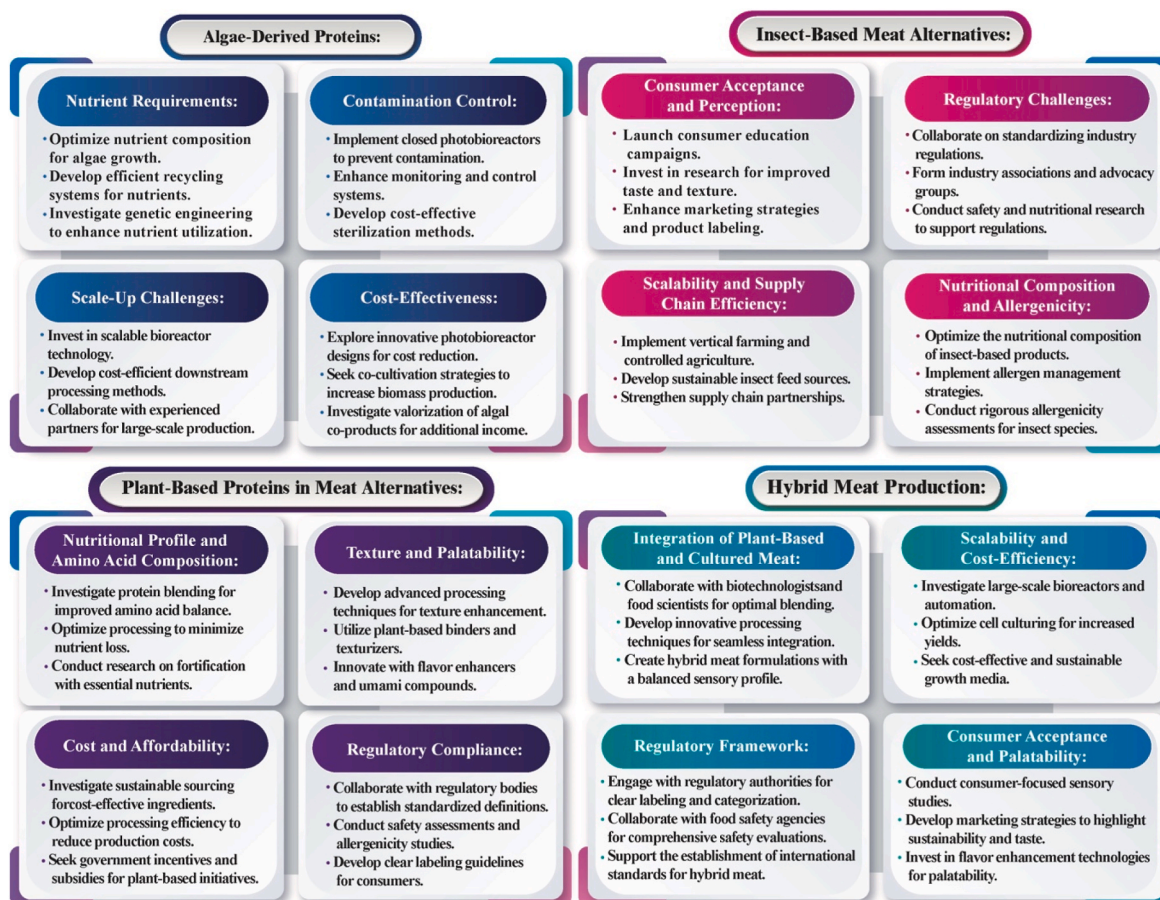 Algae-Derived Proteins:
Nutrient Requirements:
• Optimize nutrient composition
for algae growth.
• Develop efficient recycling
systems for nutrients.
• Investigate genetic engineering
to enhance nutrient utilization.
Contamination Control:
• Implement closed photobioreactors
to prevent contamination.
• Enhance monitoring and control
systems.
• Develop cost-effective
sterilization methods.
Scale-Up Challenges:
• Invest in scalable bioreactor
technology.
• Develop cost-efficient downstream
processing methods.
• Collaborate with experienced
partners for large-scale production.
Cost-Effectiveness:
• Explore innovative photobioreactor
designs for cost reduction.
• Seek co-cultivation strategies to
increase biomass production.
• Investigate valorization of algal
co-products for additional income.
Insect-Based Meat Alternatives:
Consumer Acceptance
and Perception:
• Launch consumer education
campaigns.
• Invest in research for improved
taste and texture.
• Enhance marketing strategies
and product labeling.
Regulatory Challenges:
• Collaborate on standardizing industry
regulations.
• Form industry associations and advocacy
groups.
• Conduct safety and nutritional research
to support regulations.
Scalability and Supply
Chain Efficiency:
• Implement vertical farming and
controlled agriculture.
• Develop sustainable insect feed sources.
• Strengthen supply chain partnerships.
Nutritional Composition
and Allergenicity:
• Optimize the nutritional composition
of insect-based products.
• Implement allergen management
strategies.
• Conduct rigorous allergenicity
assessments for insect species.
Plant-Based Proteins in Meat Alternatives:
Nutritional Profile and
Amino Acid Composition:
• Investigate protein blending for
improved amino acid balance.
• Optimize processing to minimize
nutrient loss.
• Conduct research on fortification
with essential nutrients.
Texture and Palatability:
• Develop advanced processing
techniques for texture enhancement.
• Utilize plant-based binders and
texturizers.
• Innovate with flavor enhancers
and umami compounds.
Cost and Affordability:
• Investigate sustainable sourcing
forcost-effective ingredients.
• Optimize processing efficiency to
reduce production costs.
• Seek government incentives and
subsidies for plant-based initiatives.
Regulatory Compliance:
• Collaborate with regulatory bodies
to establish standardized definitions.
• Conduct safety assessments and
allergenicity studies.
• Develop clear labeling guidelines
for consumers.
Hybrid Meat Production:
Integration of Plant-Based
and Cultured Meat:
• Collaborate with biotechnologistsand
food scientists for optimal blending.
• Develop innovative processing
techniques for seamless integration.
• Create hybrid meat formulations with
a balanced sensory profile.
Scalability and
Cost-Efficiency:
• Investigate large-scale bioreactors and
automation.
• Optimize cell culturing for increased
yields.
• Seek cost-effective and sustainable
growth media.
Regulatory Framework:
• Engage with regulatory authorities for
clear labeling and categorization.
• Collaborate with food safety agencies
for comprehensive safety evaluations.
• Support the establishment of international
standards for hybrid meat.
Consumer Acceptance
and Palatability:
• Conduct consumer-focused sensory
studies.
• Develop marketing strategies to highlight
sustainability and taste.
• Invest in flavor enhancement technologies
for palatability.